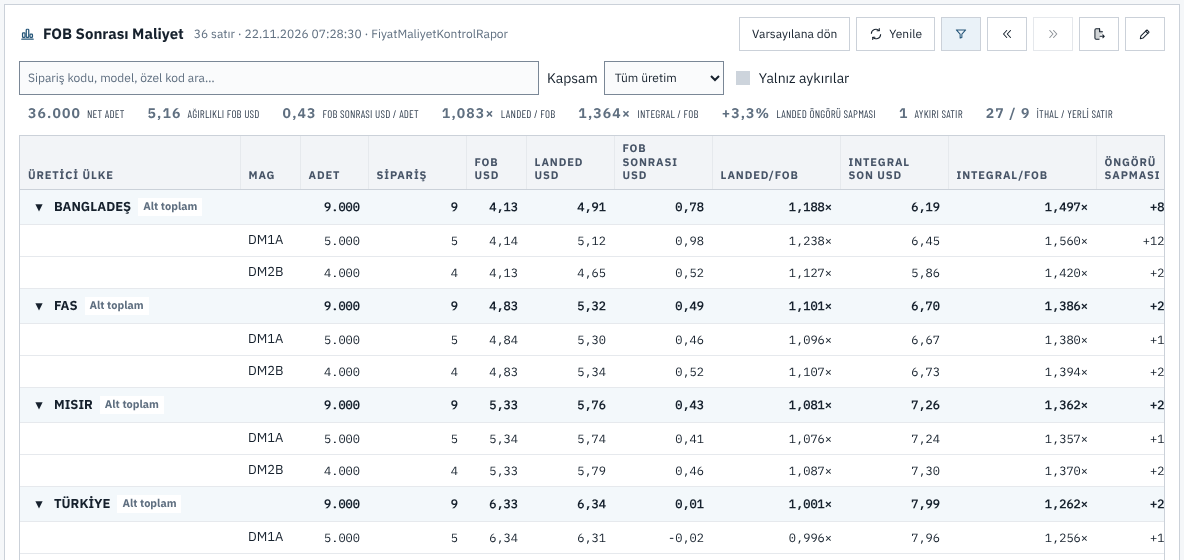 FOB Sonrası Maliyet 36 satır · 22.11.2026 07:28:30 · FiyatMaliyetKontrolRapor Varsayılana dön Yenile
Sipariş kodu, model, özel kod ara... Kapsam Tüm üretim Yalnız aykırılar
36.000 NET ADET 5,16 AĞIRLIKLI FOB USD 0,43 FOB SONRASI USD / ADET 1,083× LANDED / FOB 1,364× INTEGRAL / FOB +3,3% LANDED ÖNGÖRÜ SAPMASI 1 AYKIRI SATIR 27 / 9 İTHAL / YERLİ SATIR
ÜRETİCİ ÜLKE MAG ADET SİPARİŞ FOB USD LANDED USD FOB SONRASI USD LANDED/FOB INTEGRAL SON USD INTEGRAL/FOB ÖNGÖRÜ SAPMASI
▼ BANGLADEŞ Alt toplam 9.000 9 4,13 4,91 0,78 1,188× 6,19 1,497× +8
DM1A 5.000 5 4,14 5,12 0,98 1,238× 6,45 1,560× +12
DM2B 4.000 4 4,13 4,65 0,52 1,127× 5,86 1,420× +2
▼ FAS Alt toplam 9.000 9 4,83 5,32 0,49 1,101× 6,70 1,386× +2
DM1A 5.000 5 4,84 5,30 0,46 1,096× 6,67 1,380× +1
DM2B 4.000 4 4,83 5,34 0,52 1,107× 6,73 1,394× +2
▼ MISIR Alt toplam 9.000 9 5,33 5,76 0,43 1,081× 7,26 1,362× +2
DM1A 5.000 5 5,34 5,74 0,41 1,076× 7,24 1,357× +1
DM2B 4.000 4 5,33 5,79 0,46 1,087× 7,30 1,370× +2
▼ TÜRKİYE Alt toplam 9.000 9 6,33 6,34 0,01 1,001× 7,99 1,262× +2
DM1A 5.000 5 6,34 6,31 -0,02 0,996× 7,96 1,256× +1